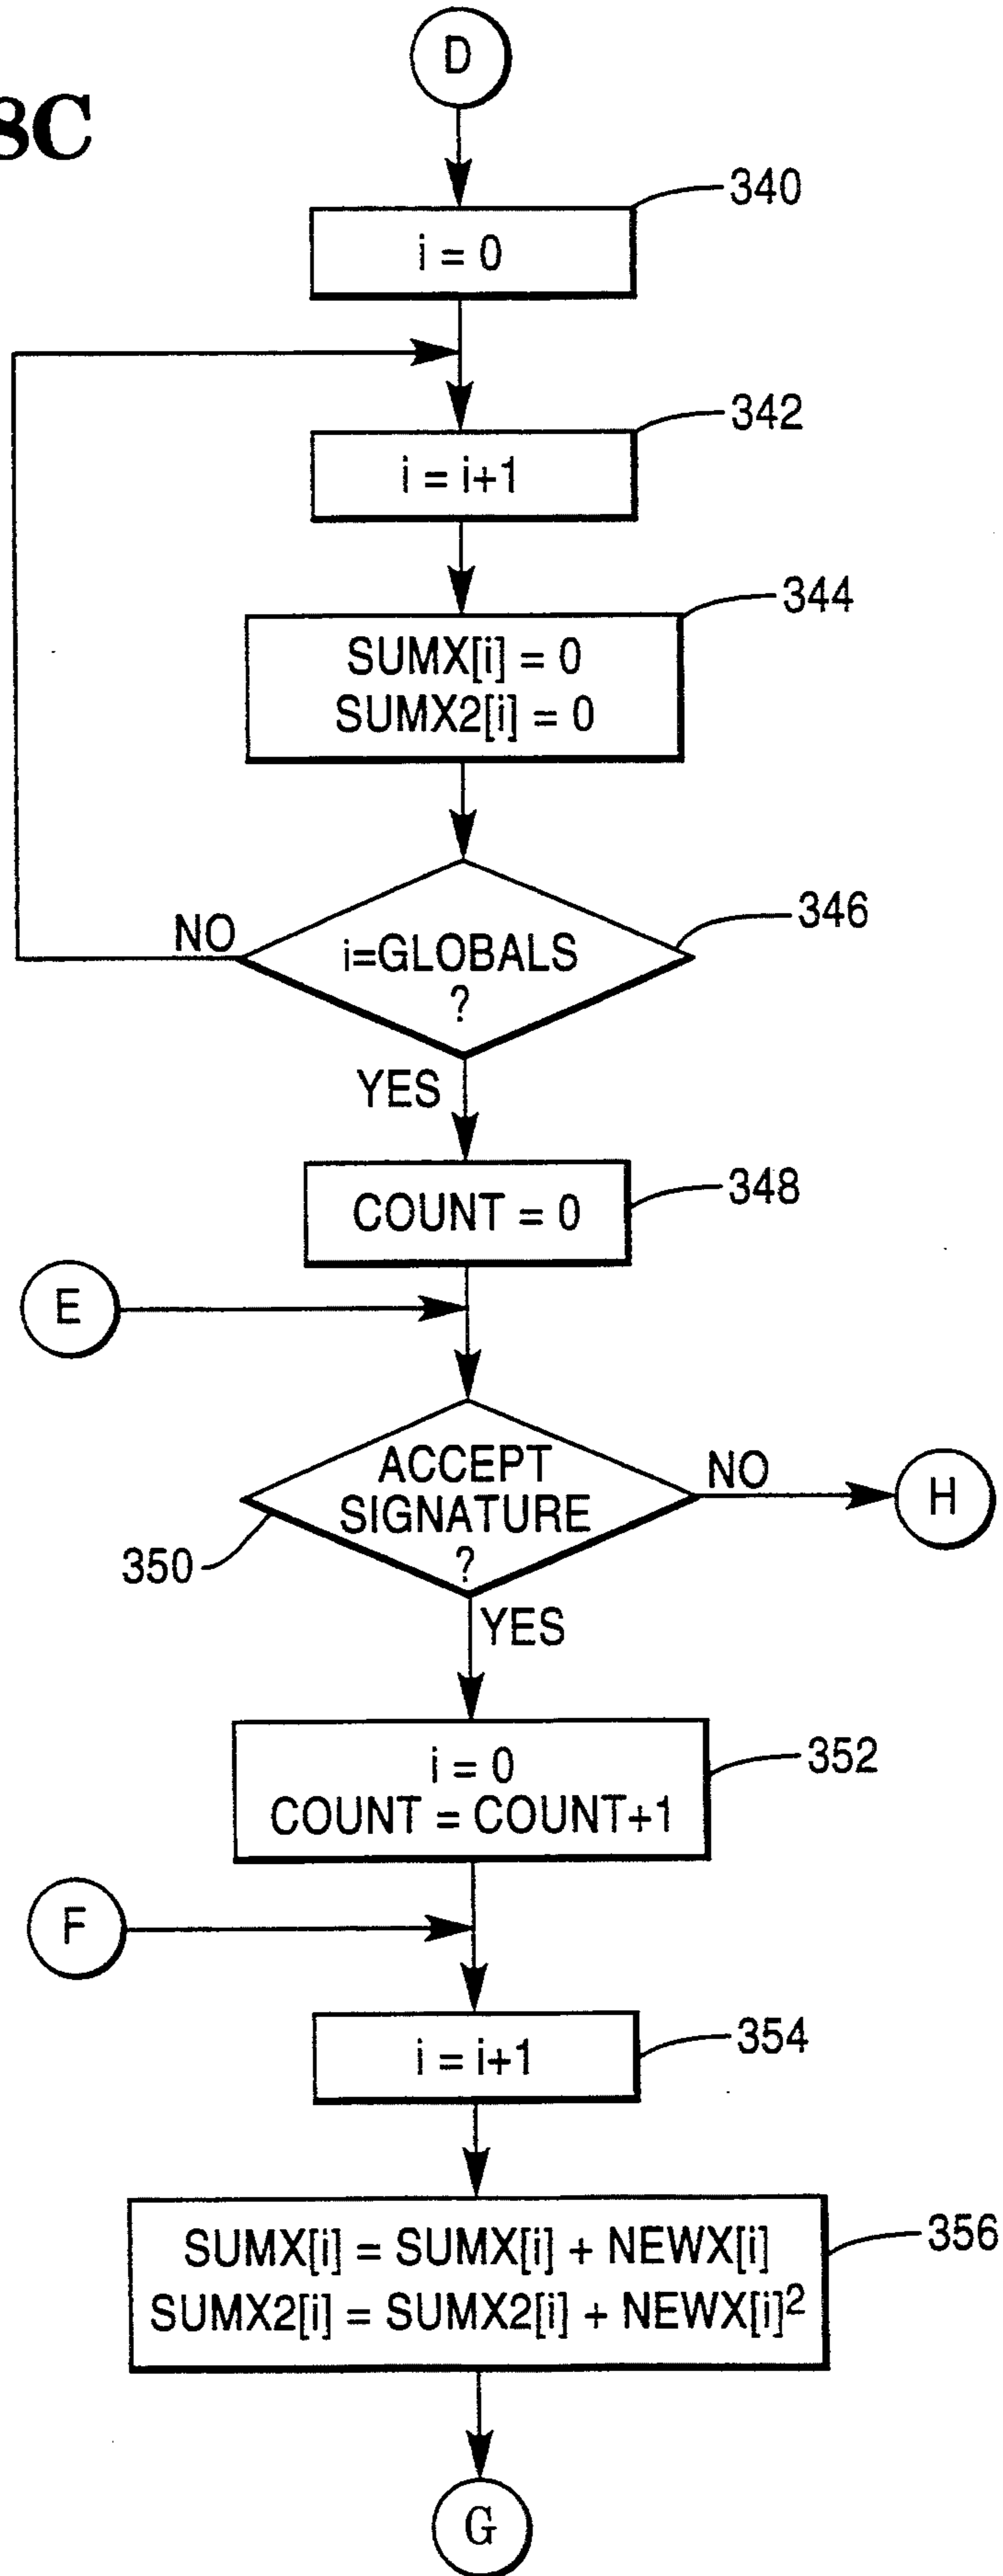 8C
D
340
i = 0
342
i = i+1
344
SUMX[i] = 0
SUMX2[i] = 0
346
NO
i=GLOBALS
?
YES
348
COUNT = 0
E
ACCEPT
SIGNATURE
?
NO
H
350
YES
352
i = 0
COUNT = COUNT+1
F
354
i = i+1
356
SUMX[i] = SUMX[i] + NEWX[i]
SUMX2[i] = SUMX2[i] + NEWX[i]²
G